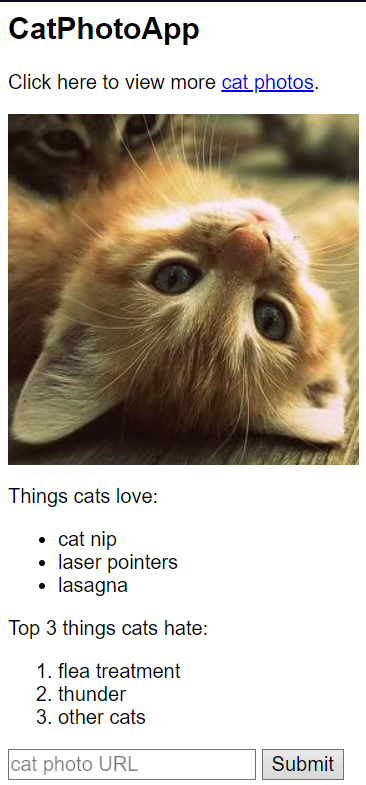 CatPhotoApp
Click here to view more cat photos.
Things cats love:
• cat nip
• laser pointers
• lasagna
Top 3 things cats hate:
1. flea treatment
2. thunder
3. other cats
cat photo URL Submit